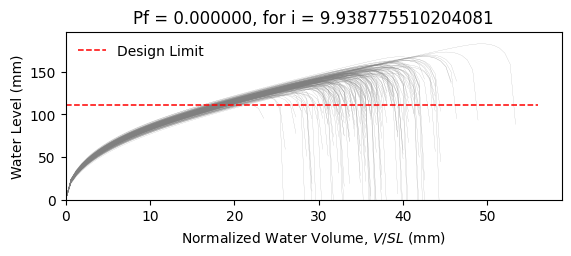 Pf = 0.000000, for i = 9.938775510204081
Design Limit
Water Level (mm)
150
100
50
0
0 10 20 30 40 50
Normalized Water Volume, V/SL (mm)